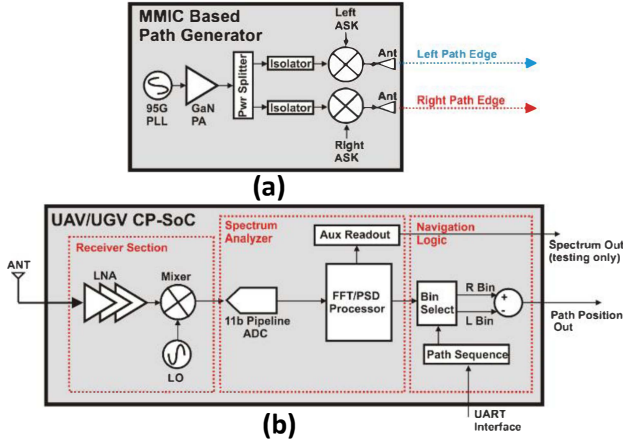 MMIC Based
Path Generator
Left
ASK
Ant
Left Path Edge
Isolator
Pwr Splitter
95G
PLL
GaN
PA
Isolator
Ant
Right Path Edge
Right
ASK
(a)
UAV/UGV CP-SoC
Spectrum
Analyzer
Navigation
Logic
Receiver Section
Aux Readout
Spectrum Out
(testing only)
ANT
LNA
Mixer
FFT/PSD
Processor
Bin
Select
R Bin
L Bin
+
-
Path Position
Out
11b Pipeline
ADC
LO
Path Sequence
UART
Interface
(b)